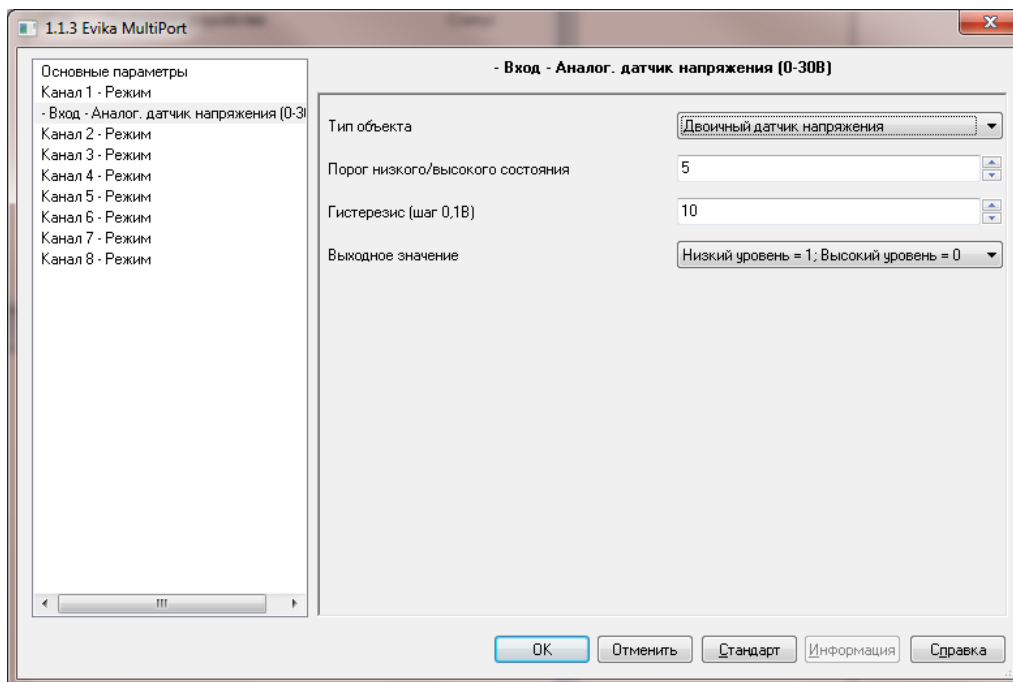 1.1.3 Evika MultiPort
Основные параметры
Канал 1 - Режим
- Вход - Аналог. датчик напряжения (0-3
Канал 2 - Режим
Канал 3 - Режим
Канал 4 - Режим
Канал 5 - Режим
Канал 6 - Режим
Канал 7 - Режим
Канал 8 - Режим
- Вход - Аналог. датчик напряжения (0-30В)
Тип объекта
Двоичный датчик напряжения
Порог низкого/высокого состояния
5
Гистерезис (шаг 0,1В)
10
Выходное значение
Низкий уровень = 1; Высокий уровень = 0
OK
Отменить
Стандарт
Информация
Справка